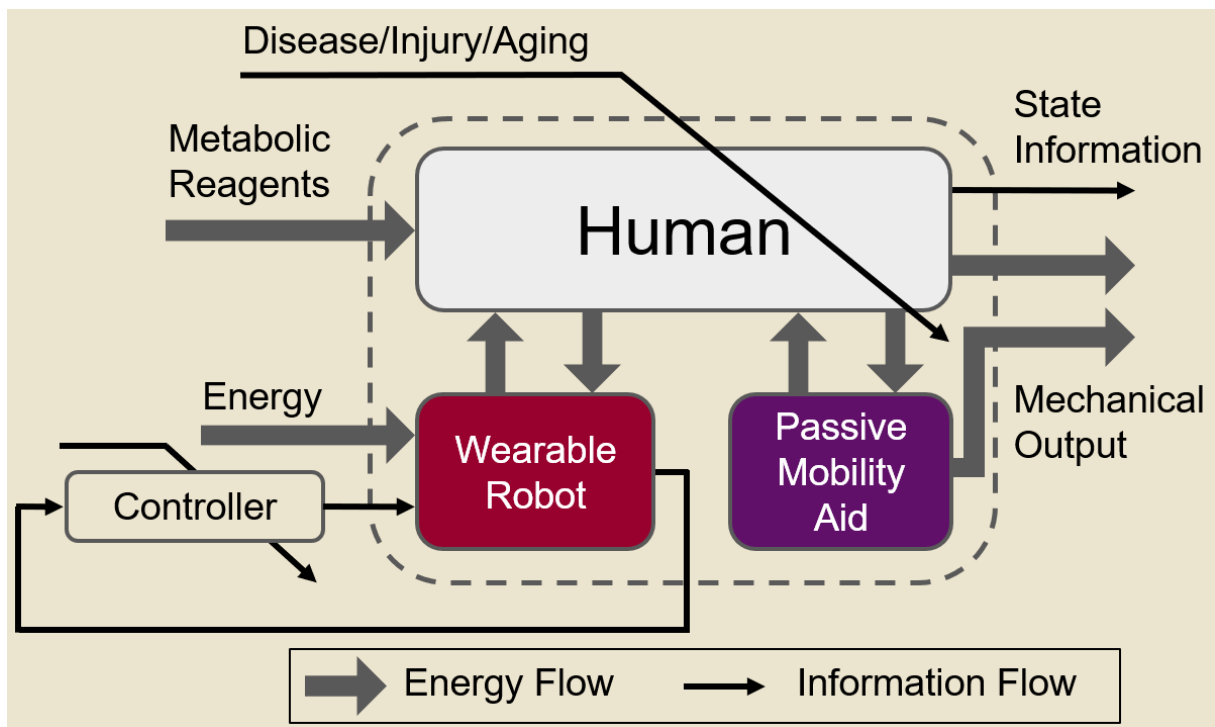 Disease/Injury/Aging
Metabolic
Reagents
State
Information
Human
Energy
Wearable
Robot
Passive
Mobility
Aid
Mechanical
Output
Controller
Energy Flow
Information Flow